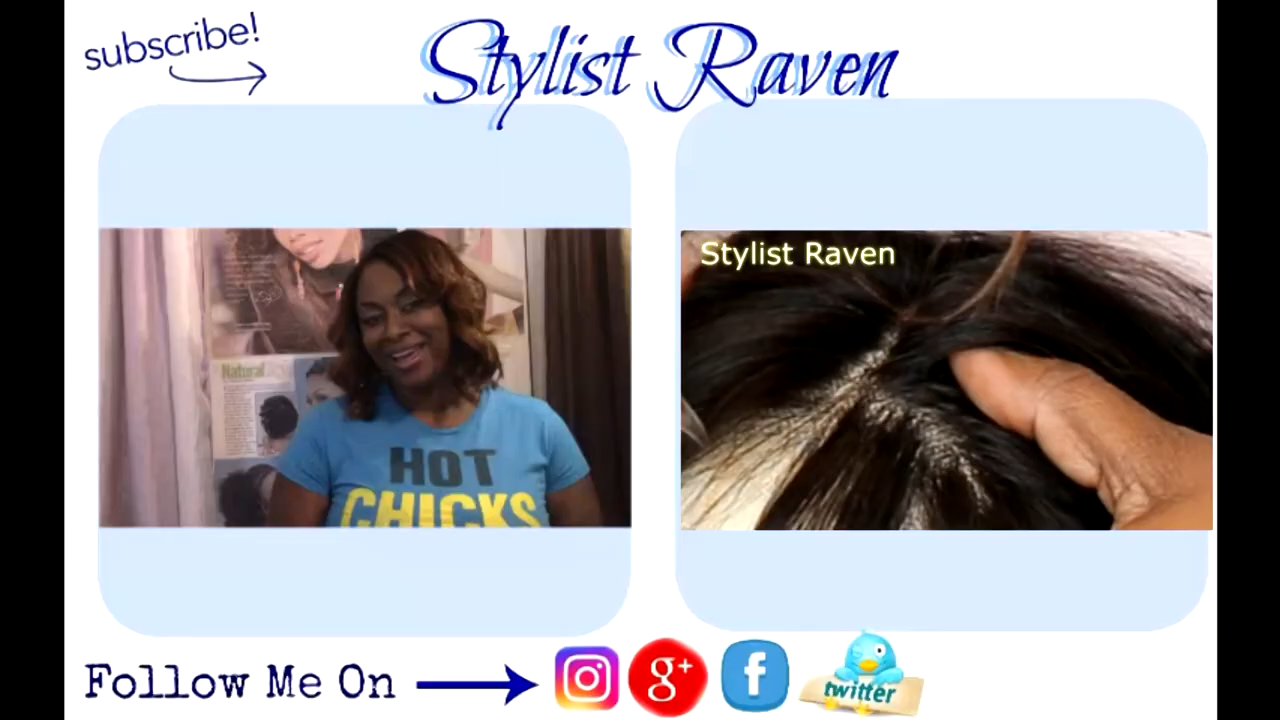 subscribe!
Stylist Raven
Natural
HOT
CHICKS
Stylist Raven
Follow Me On
g+
f
twitter